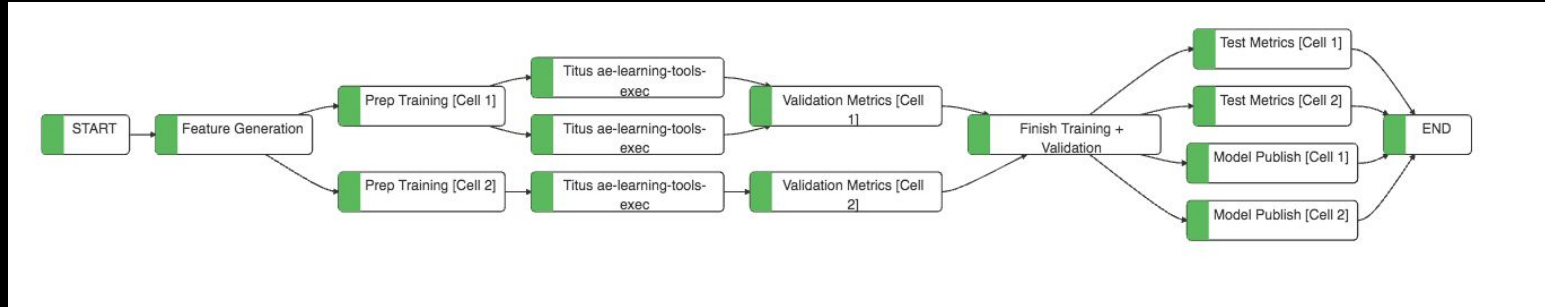 START
Feature Generation
Prep Training [Cell 1]
Prep Training [Cell 2]
Titus ae-learning-tools-
exec
Titus ae-learning-tools-
exec
Titus ae-learning-tools-
exec
Validation Metrics [Cell
1]
Validation Metrics [Cell
2]
Finish Training +
Validation
Test Metrics [Cell 1]
Test Metrics [Cell 2]
Model Publish [Cell 1]
Model Publish [Cell 2]
END